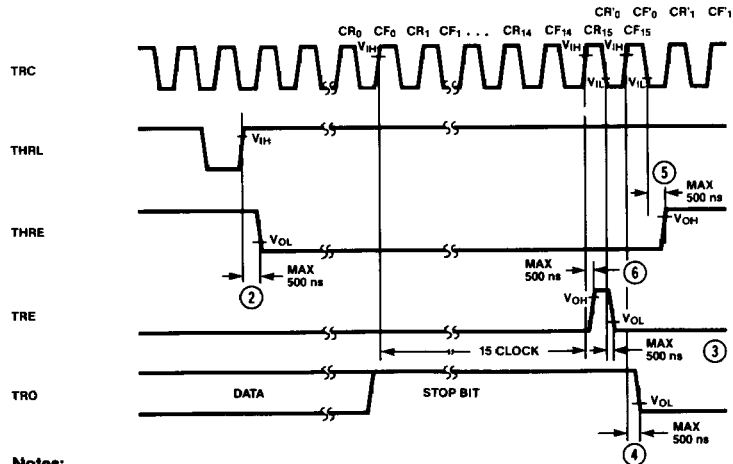 CR'0 CF'0 CR'1 CF'1
CR0 CF0 CR1 CF1 . . . CR14 CF14 CR15 CF15
VIH VIH VIH
TRC
VIL VIL
THRL
VIH
5
MAX
500 ns
THRE
VOH
VOL
MAX
500 ns
2
MAX
500 ns
6
VOH
TRE
VOL
15 CLOCK
MAX
500 ns
3
TRO
DATA
STOP BIT
VOL
MAX
500 ns
4
Notes: